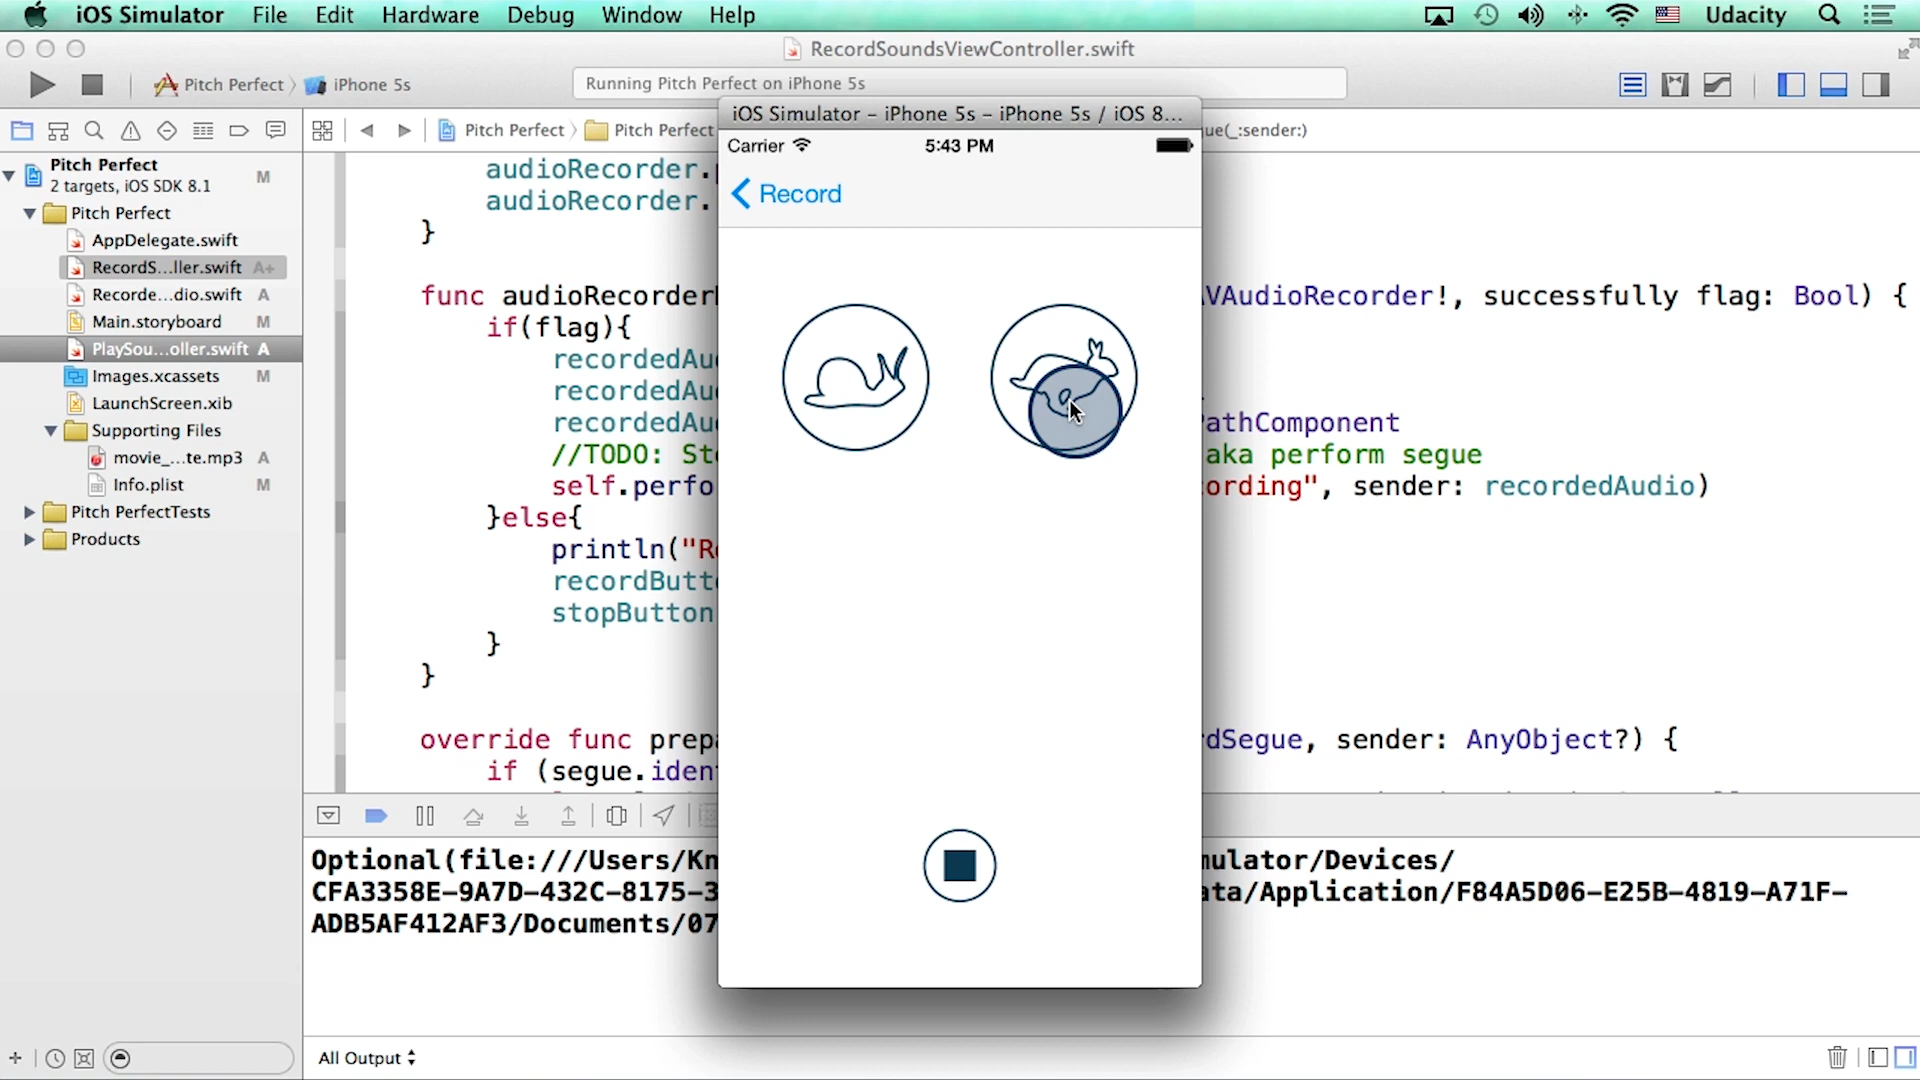 iOS Simulator File Edit Hardware Debug Window Help Udacity
RecordSoundsViewController.swift
Pitch Perfect iPhone 5s
Running Pitch Perfect on iPhone 5s
iOS Simulator – iPhone 5s – iPhone 5s / iOS 8...
Pitch Perfect Pitch Perfect ue(_:sender:)
Carrier 5:43 PM
Record
Pitch Perfect
2 targets, iOS SDK 8.1 M
Pitch Perfect
AppDelegate.swift
RecordS...ller.swift A+
Recorde...dio.swift A
Main.storyboard M
PlaySou...oller.swift A
Images.xcassets M
LaunchScreen.xib
Supporting Files
movie_...te.mp3 A
Info.plist M
Pitch PerfectTests
Products
audioRecorder.
audioRecorder.
}
func audioRecorder VAudioRecorder!, successfully flag: Bool) {
if(flag){
recordedAu
recordedAu
recordedAu athComponent
//TODO: St aka perform segue
self.perfo ording", sender: recordedAudio)
}else{
println("R
recordButt
stopButton
}
}
override func prep dSegue, sender: AnyObject?) {
if (segue.iden
Optional(file:///Users/Kn mulator/Devices/
CFA3358E-9A7D-432C-8175-3 ata/Application/F84A5D06-E25B-4819-A71F-
ADB5AF412AF3/Documents/07
All Output